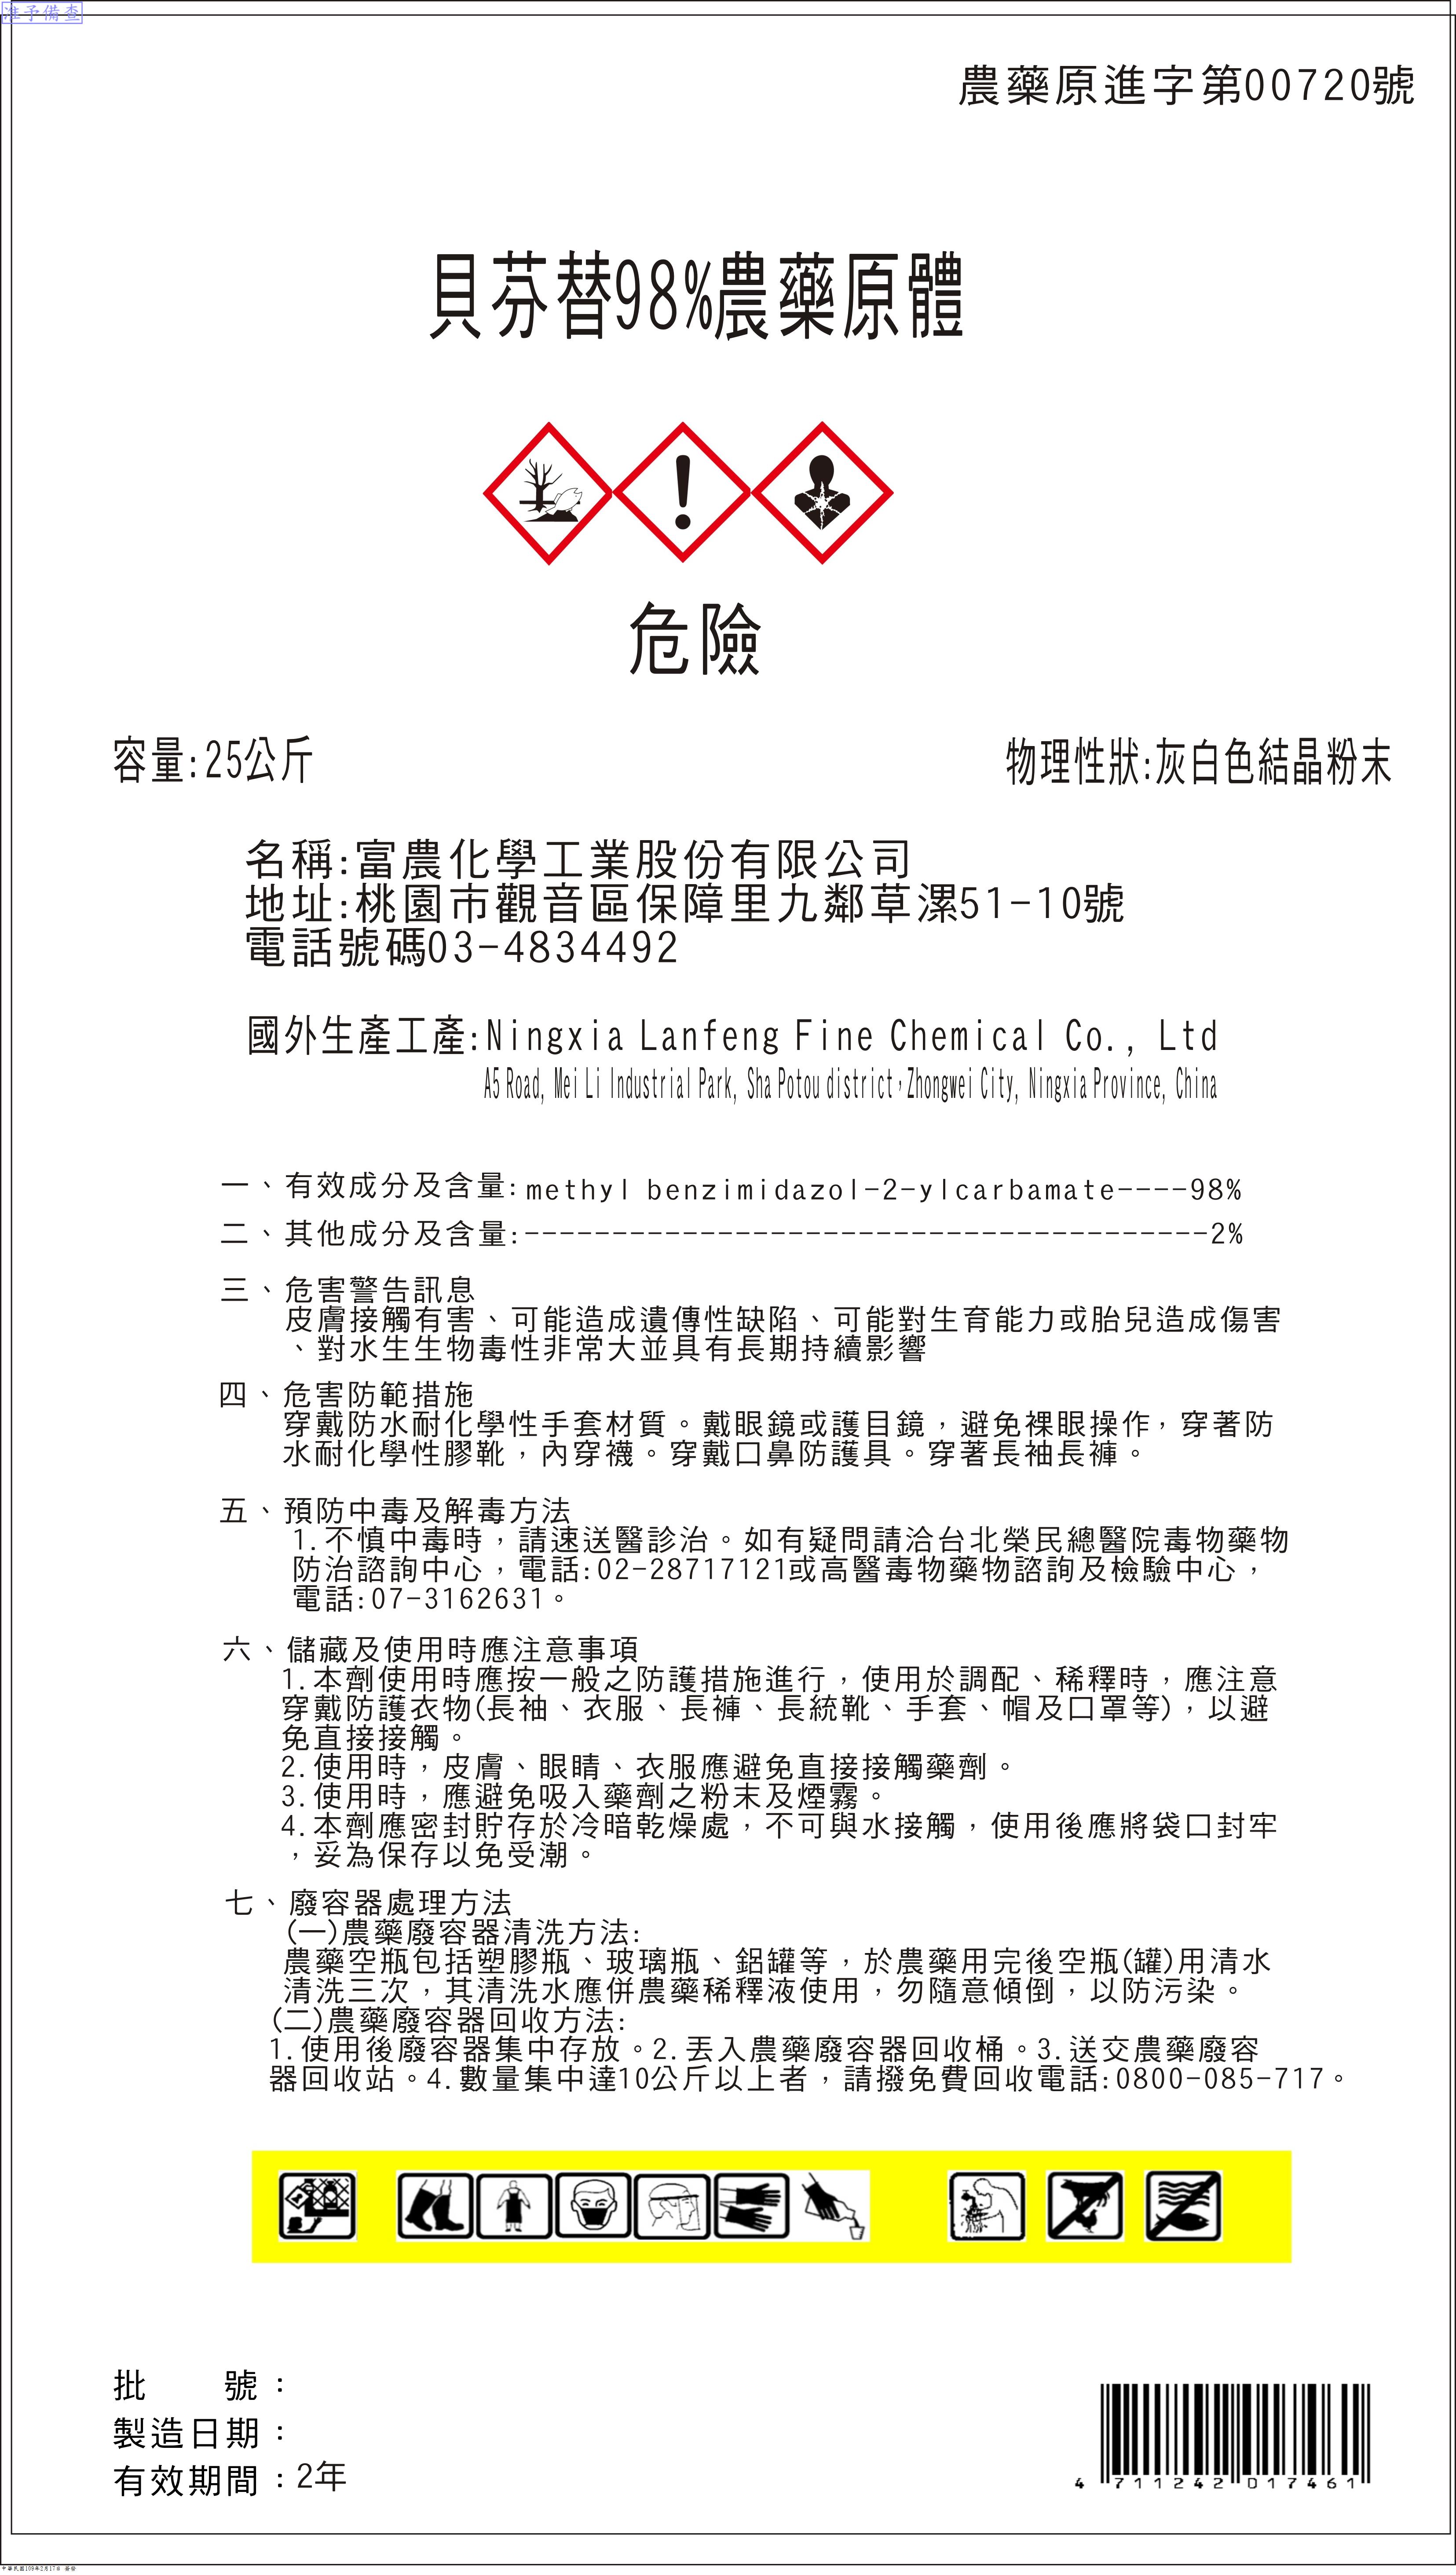 准予備查
農藥原進字第00720號
貝芬替98%農藥原體
危險
容量:25公斤
物理性狀:灰白色結晶粉末
名稱:富農化學工業股份有限公司
地址:桃園市觀音區保障里九鄰草漯51-10號
電話號碼03-4834492
國外生產工產:Ningxia Lanfeng Fine Chemical Co., Ltd
A5 Road, Mei Li Industrial Park, Sha Potou district，Zhongwei City, Ningxia Province, China
一、有效成分及含量:methyl benzimidazol-2-ylcarbamate----98%
二、其他成分及含量:---------------------------------------2%
三、危害警告訊息
皮膚接觸有害、可能造成遺傳性缺陷、可能對生育能力或胎兒造成傷害
、對水生生物毒性非常大並具有長期持續影響
四、危害防範措施
穿戴防水耐化學性手套材質。戴眼鏡或護目鏡，避免裸眼操作，穿著防
水耐化學性膠靴，內穿襪。穿戴口鼻防護具。穿著長袖長褲。
五、預防中毒及解毒方法
1.不慎中毒時，請速送醫診治。如有疑問請洽台北榮民總醫院毒物藥物
防治諮詢中心，電話:02-28717121或高醫毒物藥物諮詢及檢驗中心，
電話:07-3162631。
六、儲藏及使用時應注意事項
1.本劑使用時應按一般之防護措施進行，使用於調配、稀釋時，應注意
穿戴防護衣物(長袖、衣服、長褲、長統靴、手套、帽及口罩等)，以避
免直接接觸。
2.使用時，皮膚、眼睛、衣服應避免直接接觸藥劑。
3.使用時，應避免吸入藥劑之粉末及煙霧。
4.本劑應密封貯存於冷暗乾燥處，不可與水接觸，使用後應將袋口封牢
，妥為保存以免受潮。
七、廢容器處理方法
(一)農藥廢容器清洗方法:
農藥空瓶包括塑膠瓶、玻璃瓶、鋁罐等，於農藥用完後空瓶(罐)用清水
清洗三次，其清洗水應併農藥稀釋液使用，勿隨意傾倒，以防污染。
(二)農藥廢容器回收方法:
1.使用後廢容器集中存放。2.丟入農藥廢容器回收桶。3.送交農藥廢容
器回收站。4.數量集中達10公斤以上者，請撥免費回收電話:0800-085-717。
批　　號：
製造日期：
有效期間：2年
4 711242 017461